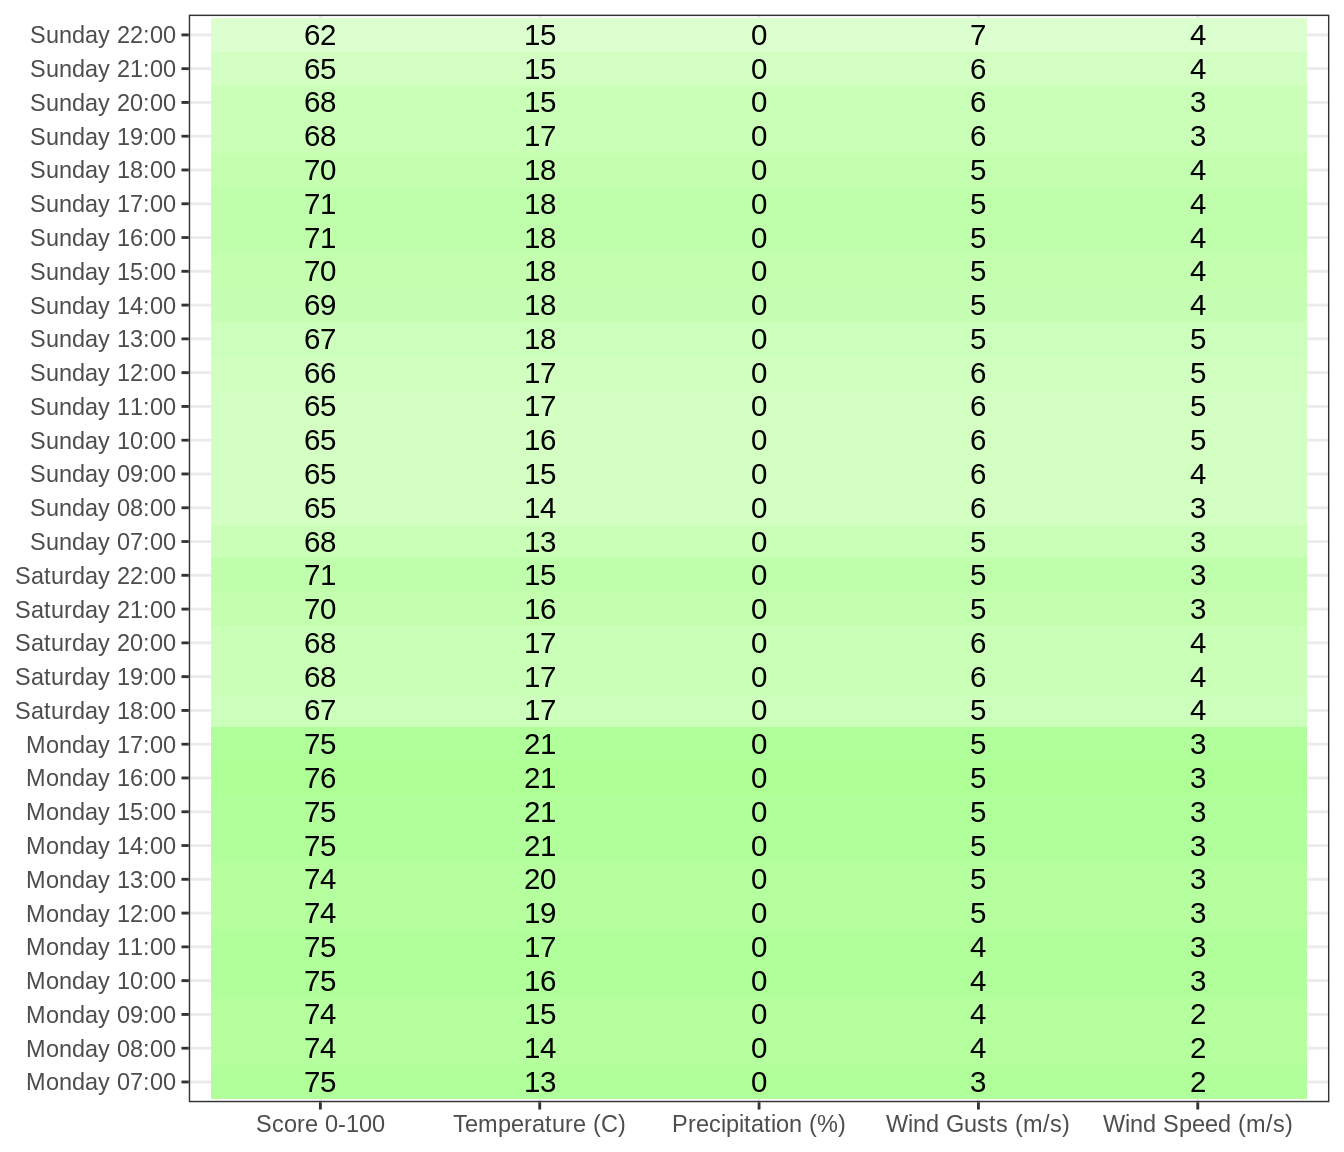 Sunday 22:00 62 15 0 7 4
Sunday 21:00 65 15 0 6 4
Sunday 20:00 68 15 0 6 3
Sunday 19:00 68 17 0 6 3
Sunday 18:00 70 18 0 5 4
Sunday 17:00 71 18 0 5 4
Sunday 16:00 71 18 0 5 4
Sunday 15:00 70 18 0 5 4
Sunday 14:00 69 18 0 5 4
Sunday 13:00 67 18 0 5 5
Sunday 12:00 66 17 0 6 5
Sunday 11:00 65 17 0 6 5
Sunday 10:00 65 16 0 6 5
Sunday 09:00 65 15 0 6 4
Sunday 08:00 65 14 0 6 3
Sunday 07:00 68 13 0 5 3
Saturday 22:00 71 15 0 5 3
Saturday 21:00 70 16 0 5 3
Saturday 20:00 68 17 0 6 4
Saturday 19:00 68 17 0 6 4
Saturday 18:00 67 17 0 5 4
Monday 17:00 75 21 0 5 3
Monday 16:00 76 21 0 5 3
Monday 15:00 75 21 0 5 3
Monday 14:00 75 21 0 5 3
Monday 13:00 74 20 0 5 3
Monday 12:00 74 19 0 5 3
Monday 11:00 75 17 0 4 3
Monday 10:00 75 16 0 4 3
Monday 09:00 74 15 0 4 2
Monday 08:00 74 14 0 4 2
Monday 07:00 75 13 0 3 2
Score 0-100 Temperature (C) Precipitation (%) Wind Gusts (m/s) Wind Speed (m/s)